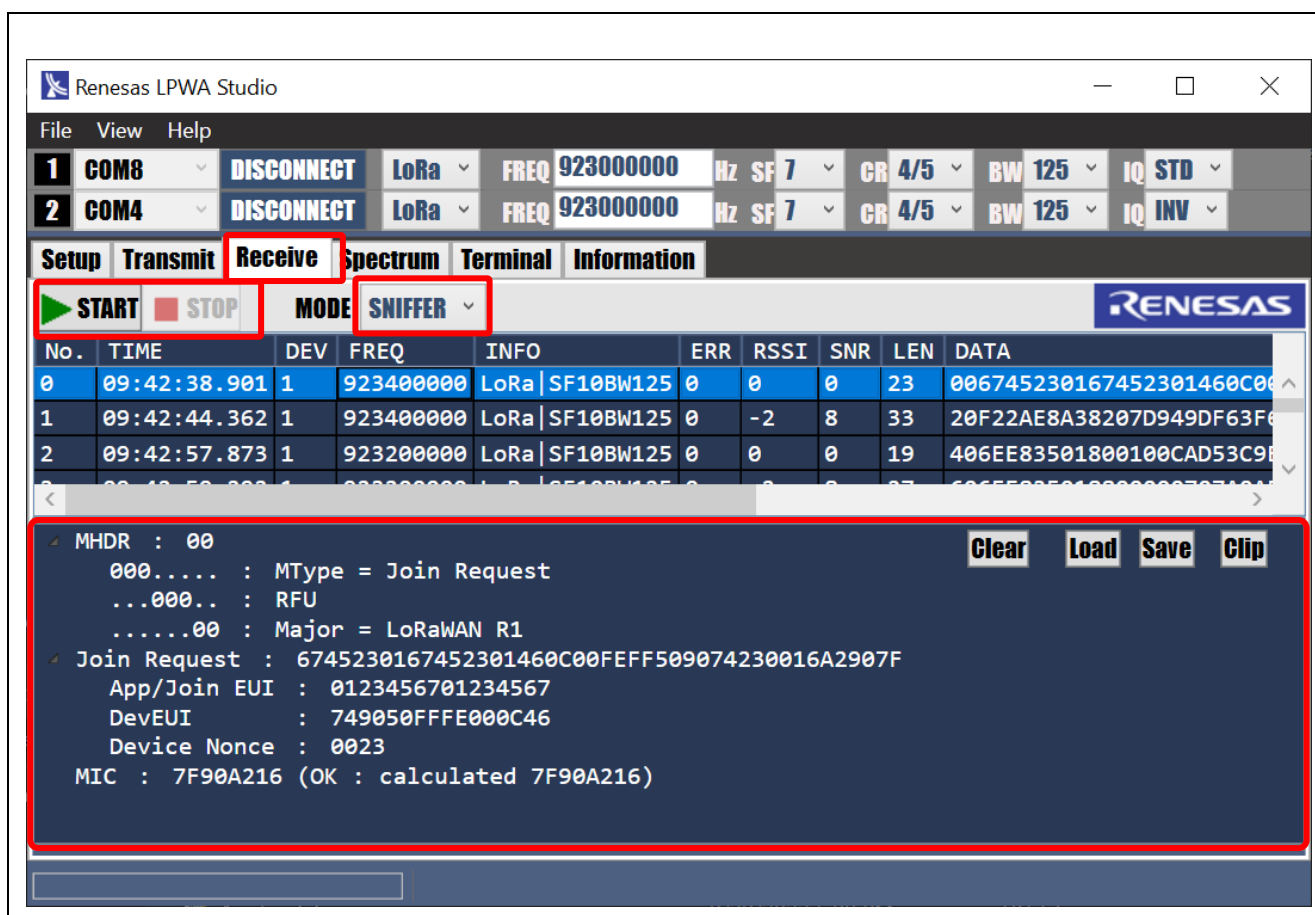 Renesas LPWA Studio
File View Help
1 COM8 DISCONNECT LoRa FREQ 923000000 Hz SF 7 CR 4/5 BW 125 IQ STD
2 COM4 DISCONNECT LoRa FREQ 923000000 Hz SF 7 CR 4/5 BW 125 IQ INV
Setup Transmit Receive Spectrum Terminal Information
START STOP MODE SNIFFER RENESAS
No. TIME DEV FREQ INFO ERR RSSI SNR LEN DATA
0 09:42:38.901 1 923400000 LoRa|SF10BW125 0 0 0 23 006745230167452301460C00
1 09:42:44.362 1 923400000 LoRa|SF10BW125 0 -2 8 33 20F22AE8A38207D949DF63F6
2 09:42:57.873 1 923200000 LoRa|SF10BW125 0 0 0 19 406EE83501800100CAD53C9
MHDR : 00
000..... : MType = Join Request
...000.. : RFU
......00 : Major = LoRaWAN R1
Clear Load Save Clip
Join Request : 6745230167452301460C00FEFF509074230016A2907F
App/Join EUI : 0123456701234567
DevEUI : 749050FFFE000C46
Device Nonce : 0023
MIC : 7F90A216 (OK : calculated 7F90A216)